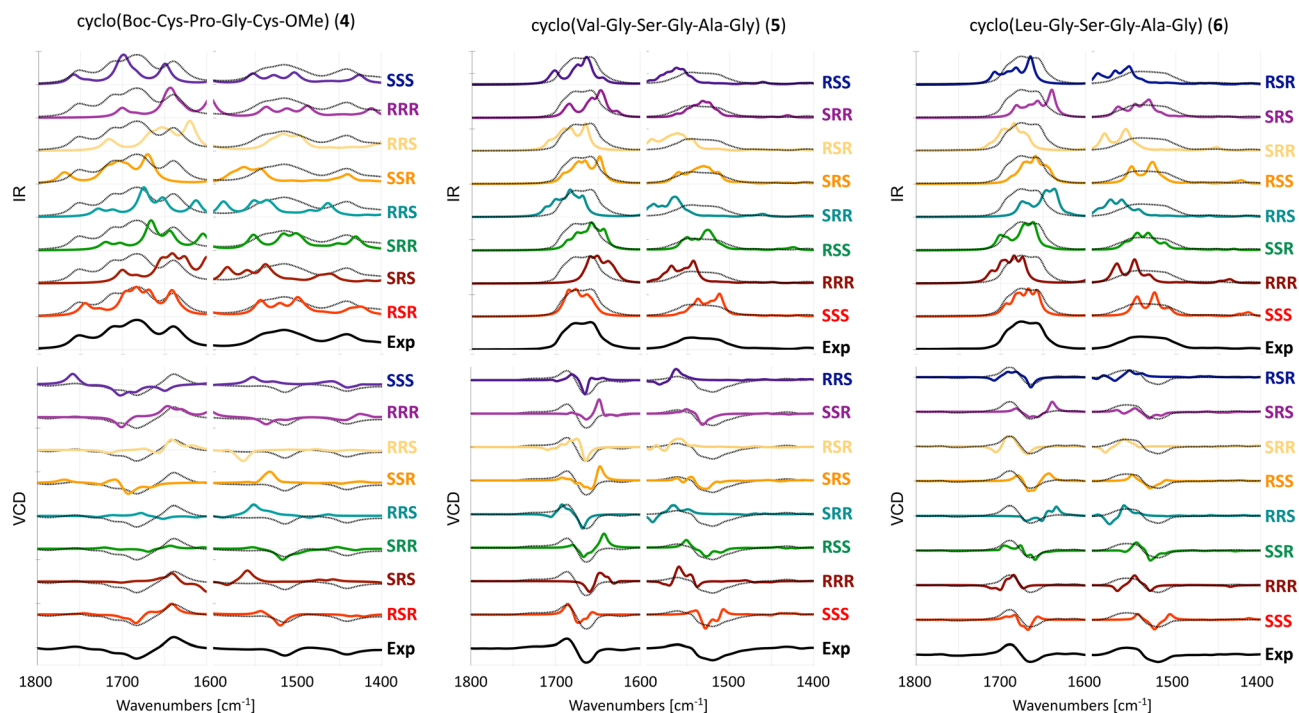 cyclo(Boc-Cys-Pro-Gly-Cys-OMe) (4)
IR
SSS
RRR
RRS
SSR
RRS
SRR
SRS
RSR
Exp
VCD
SSS
RRR
RRS
SSR
RRS
SRR
SRS
RSR
Exp
1800 1700 1600 1500 1400
Wavenumbers [cm-1]
cyclo(Val-Gly-Ser-Gly-Ala-Gly) (5)
IR
RSS
SRR
RSR
SRS
SRR
RSS
RRR
SSS
Exp
VCD
RRS
SSR
RSR
SRS
SRR
RSS
RRR
SSS
Exp
1800 1700 1600 1500 1400
Wavenumbers [cm-1]
cyclo(Leu-Gly-Ser-Gly-Ala-Gly) (6)
IR
RSR
SRS
SRR
RSS
RRS
SSR
RRR
SSS
Exp
VCD
RSR
SRS
SRR
RSS
RRS
SSR
RRR
SSS
Exp
1800 1700 1600 1500 1400
Wavenumbers [cm-1]